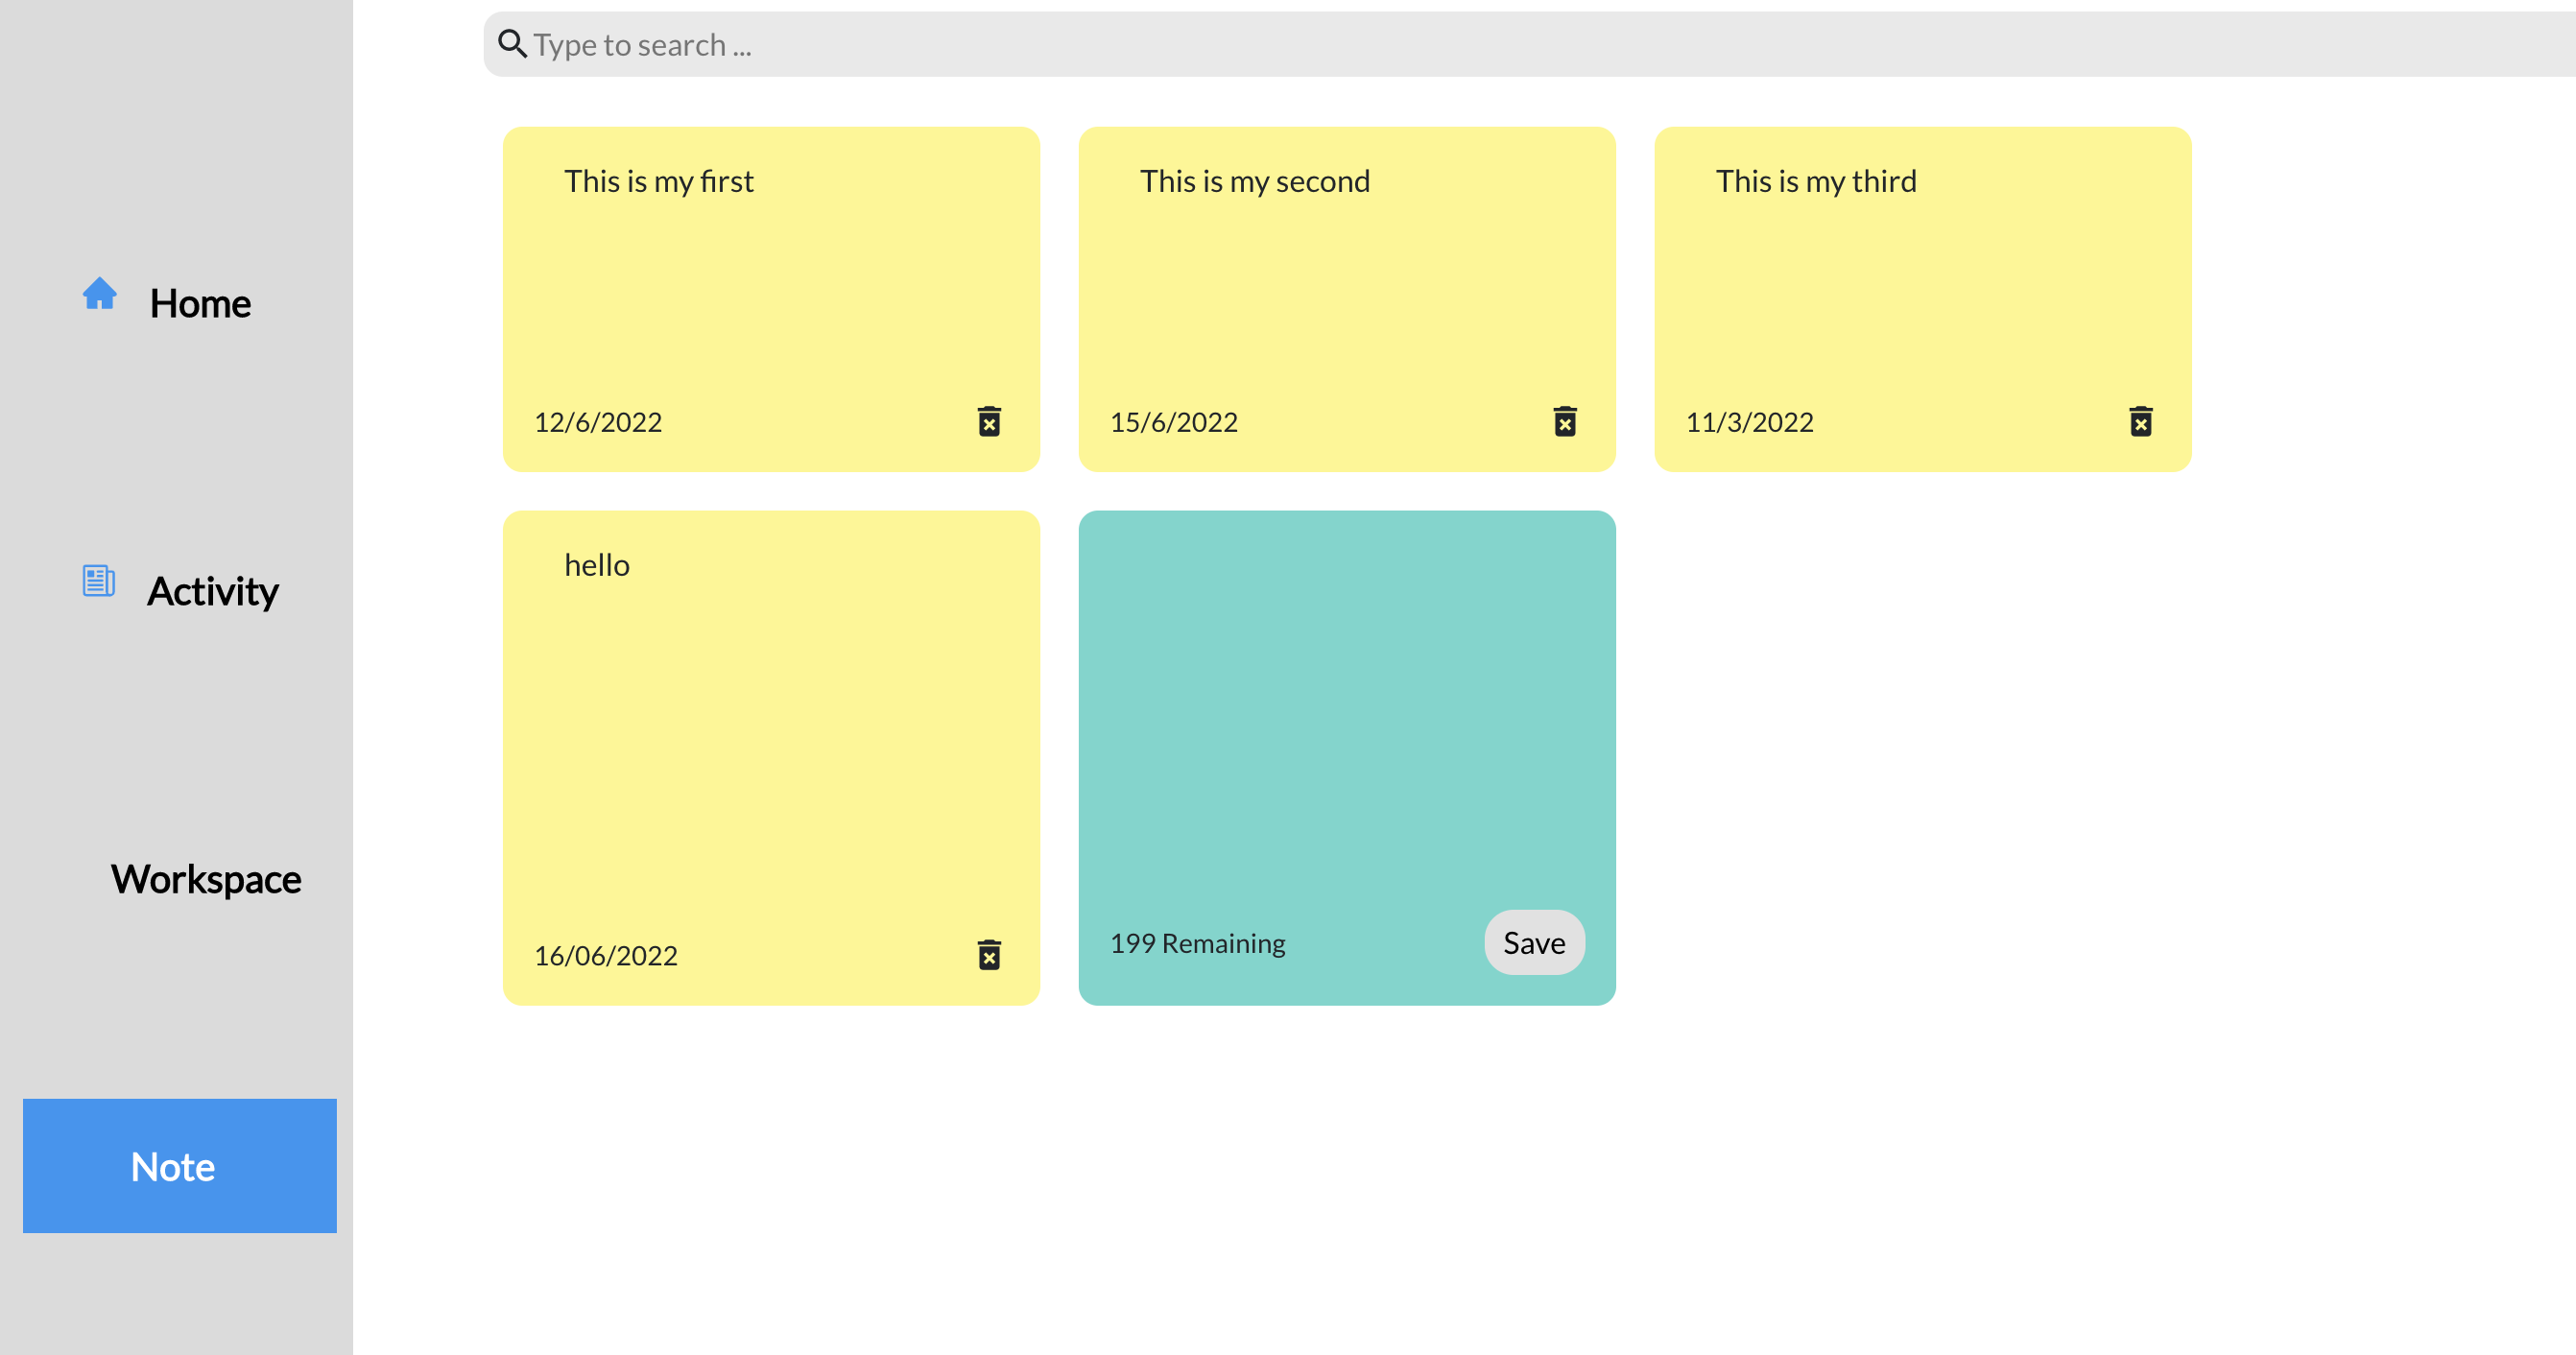 Type to search ...
Home
Activity
Workspace
Note
This is my first
12/6/2022
This is my second
15/6/2022
This is my third
11/3/2022
hello
16/06/2022
199 Remaining
Save